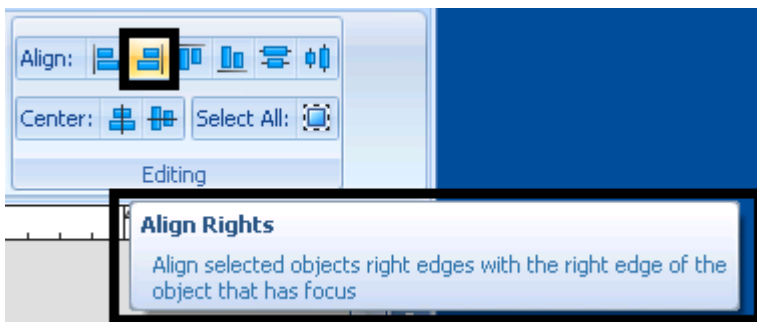 Align:
Center:
Select All:
Editing
Align Rights
Align selected objects right edges with the right edge of the
object that has focus